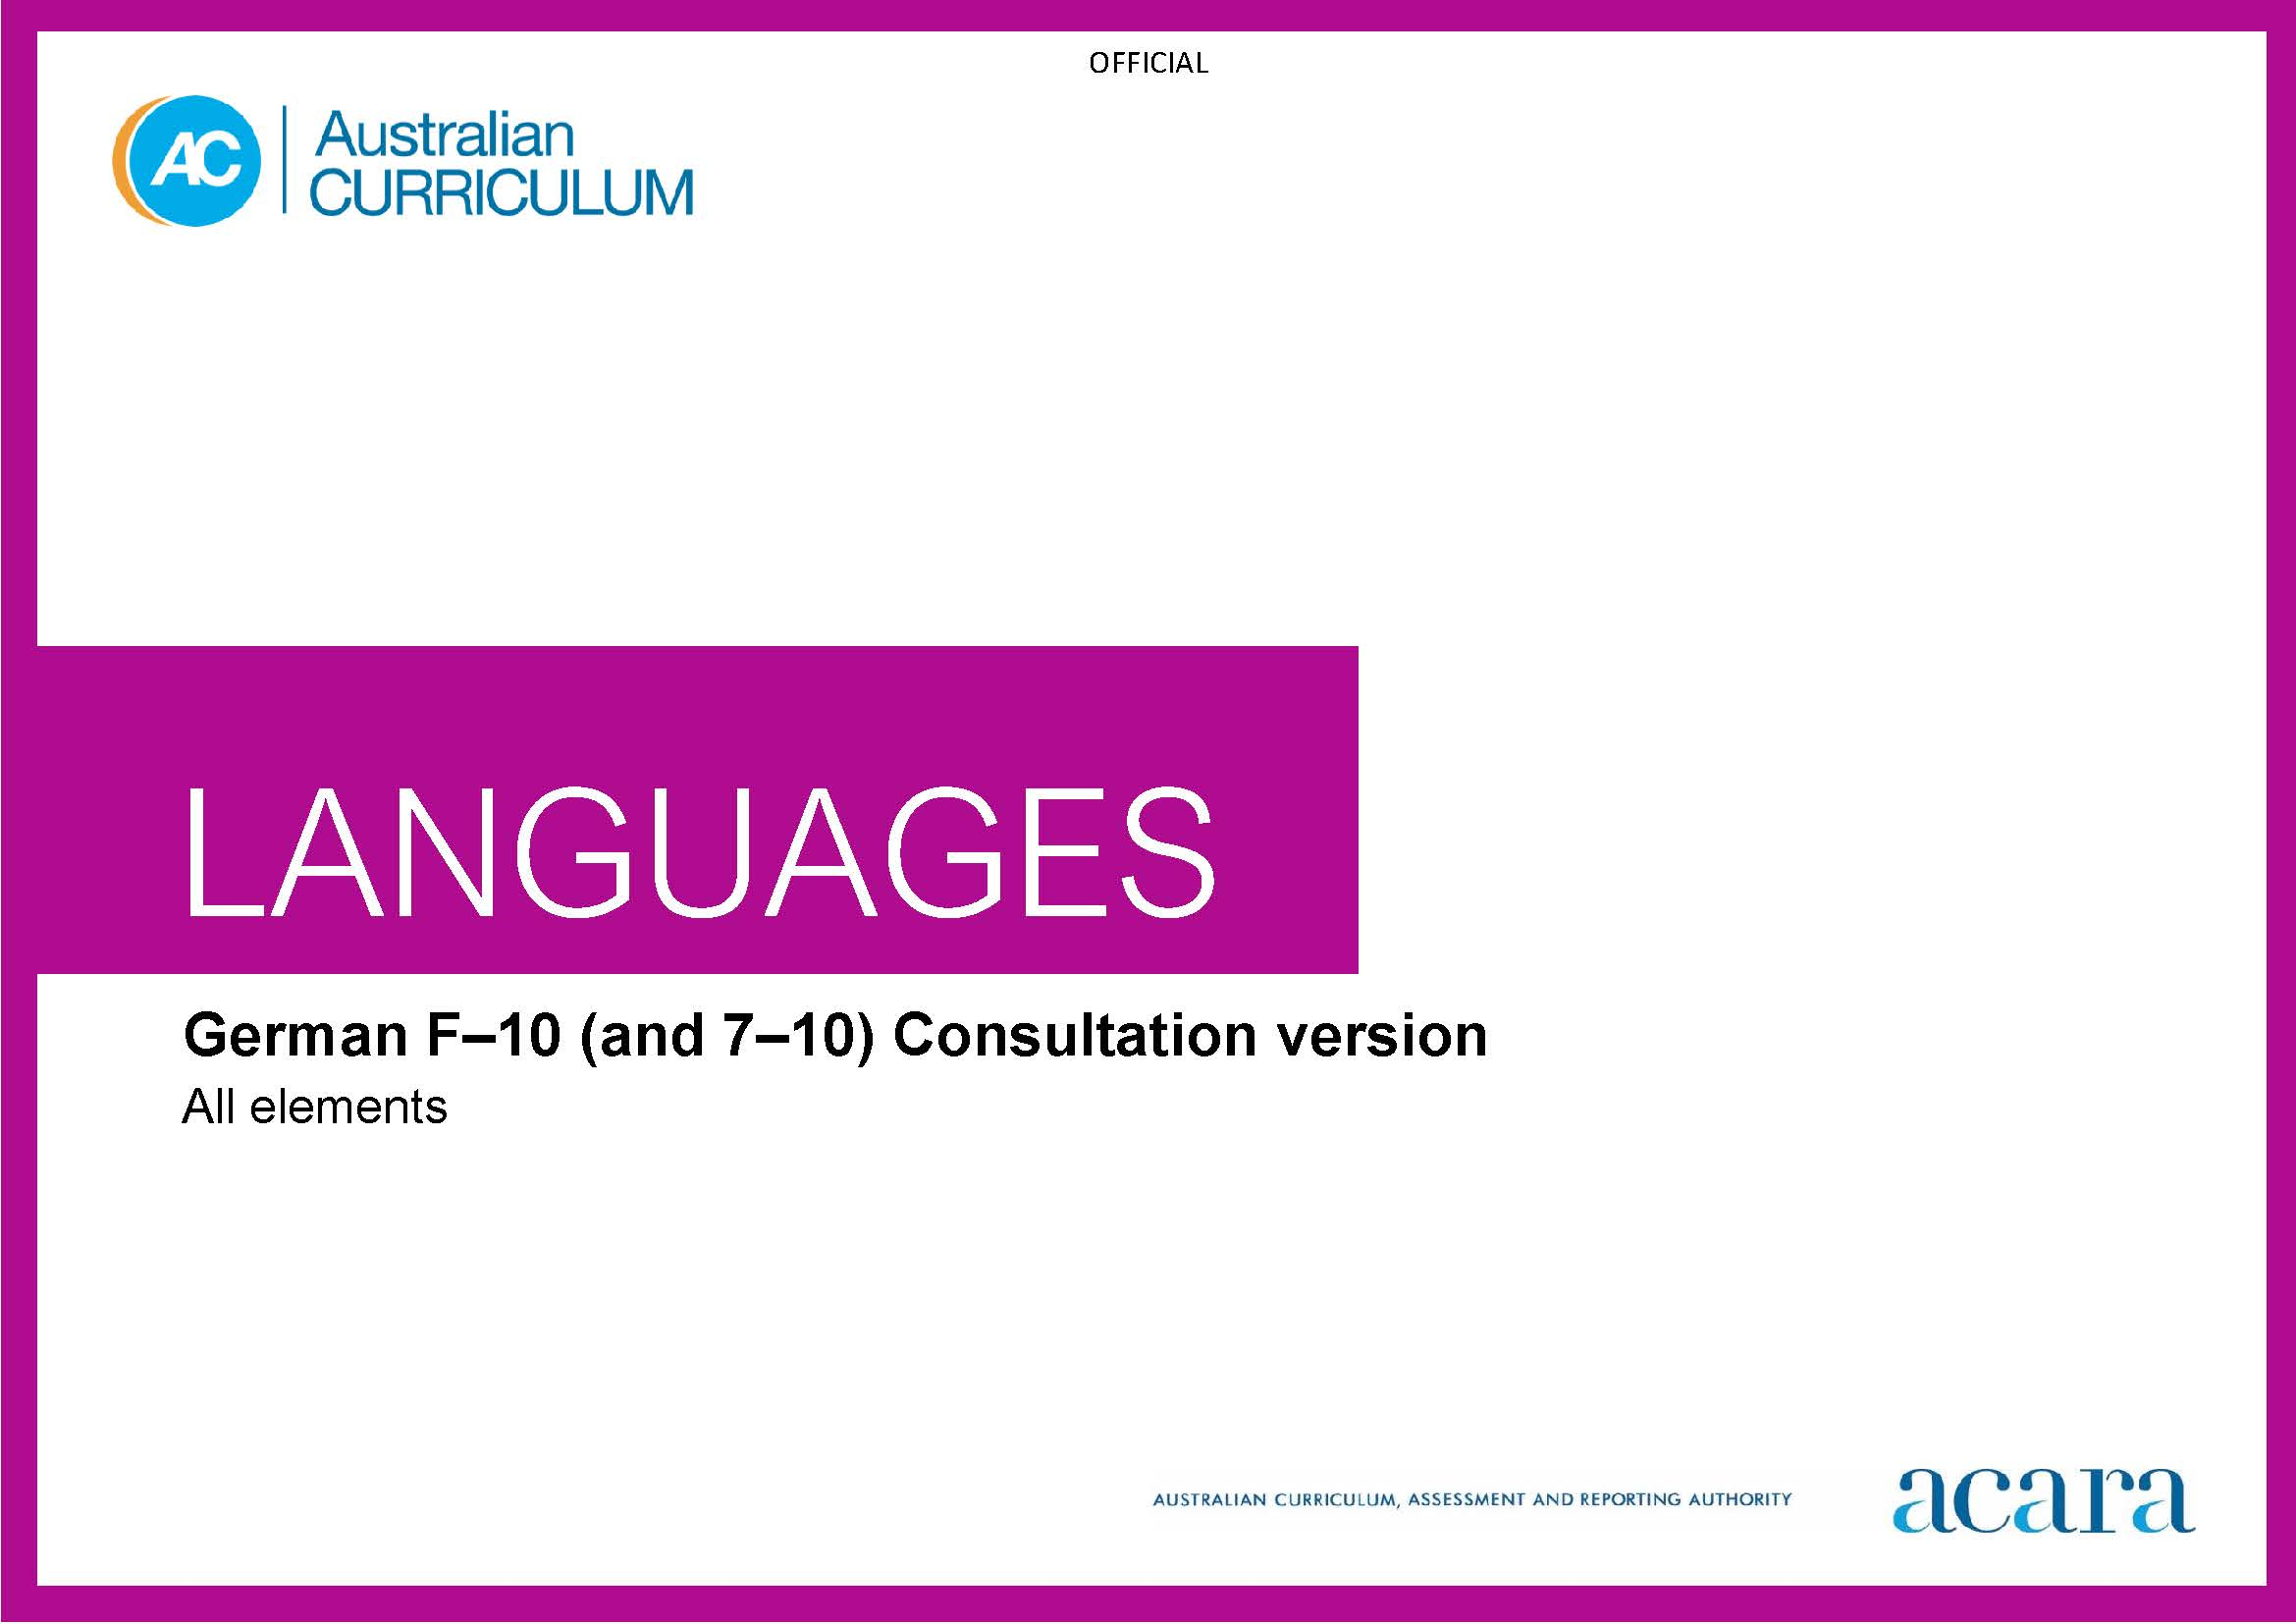 OFFICIAL
AC
Australian
CURRICULUM
LANGUAGES
German F–10 (and 7–10) Consultation version
All elements
AUSTRALIAN CURRICULUM, ASSESSMENT AND REPORTING AUTHORITY
acara